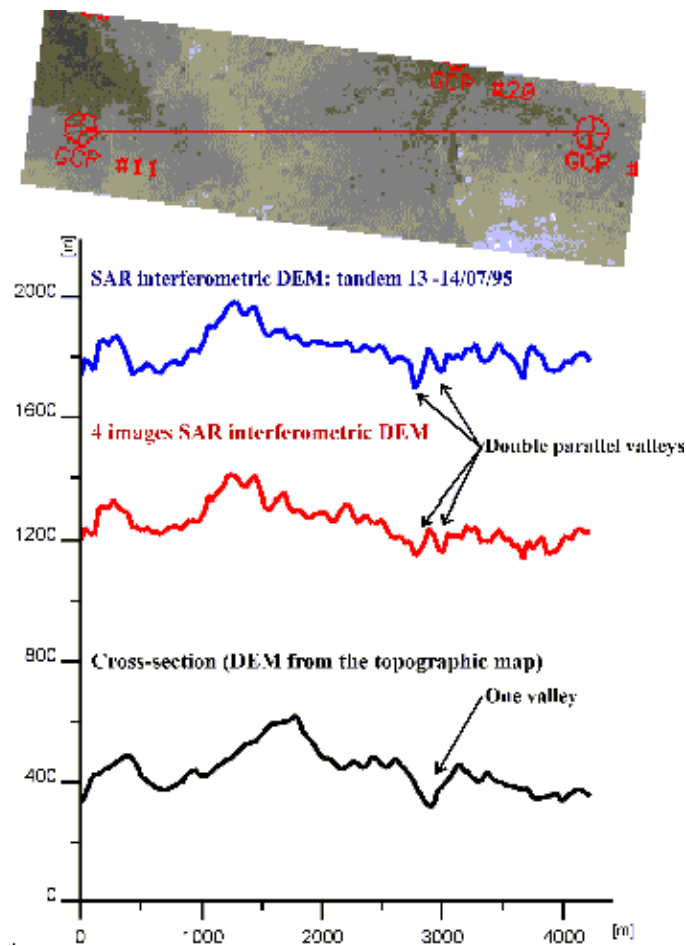 GCP #20
GCP #11
GCP #
[m]
SAR interferometric DEM: tandem 13 -14/07/95
2000
1600
4 images SAR interferometric DEM
Double parallel valleys
1200
800
Cross-section (DEM from the topographic map)
One valley
400
0
0 1000 2000 3000 4000 [m]